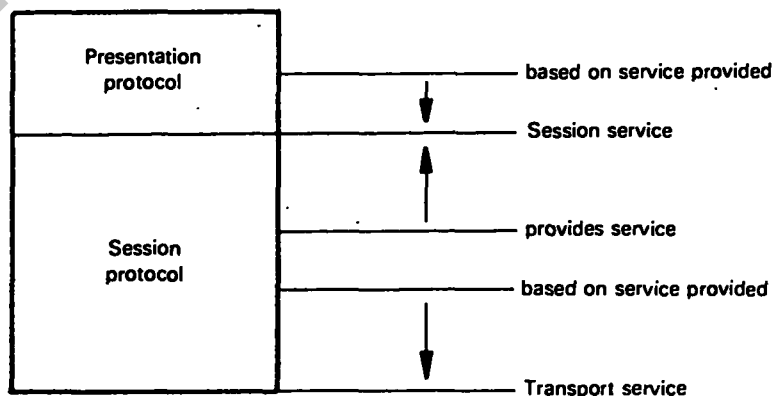 Presentation
protocol
based on service provided
Session service
provides service
Session
protocol
based on service provided
Transport service